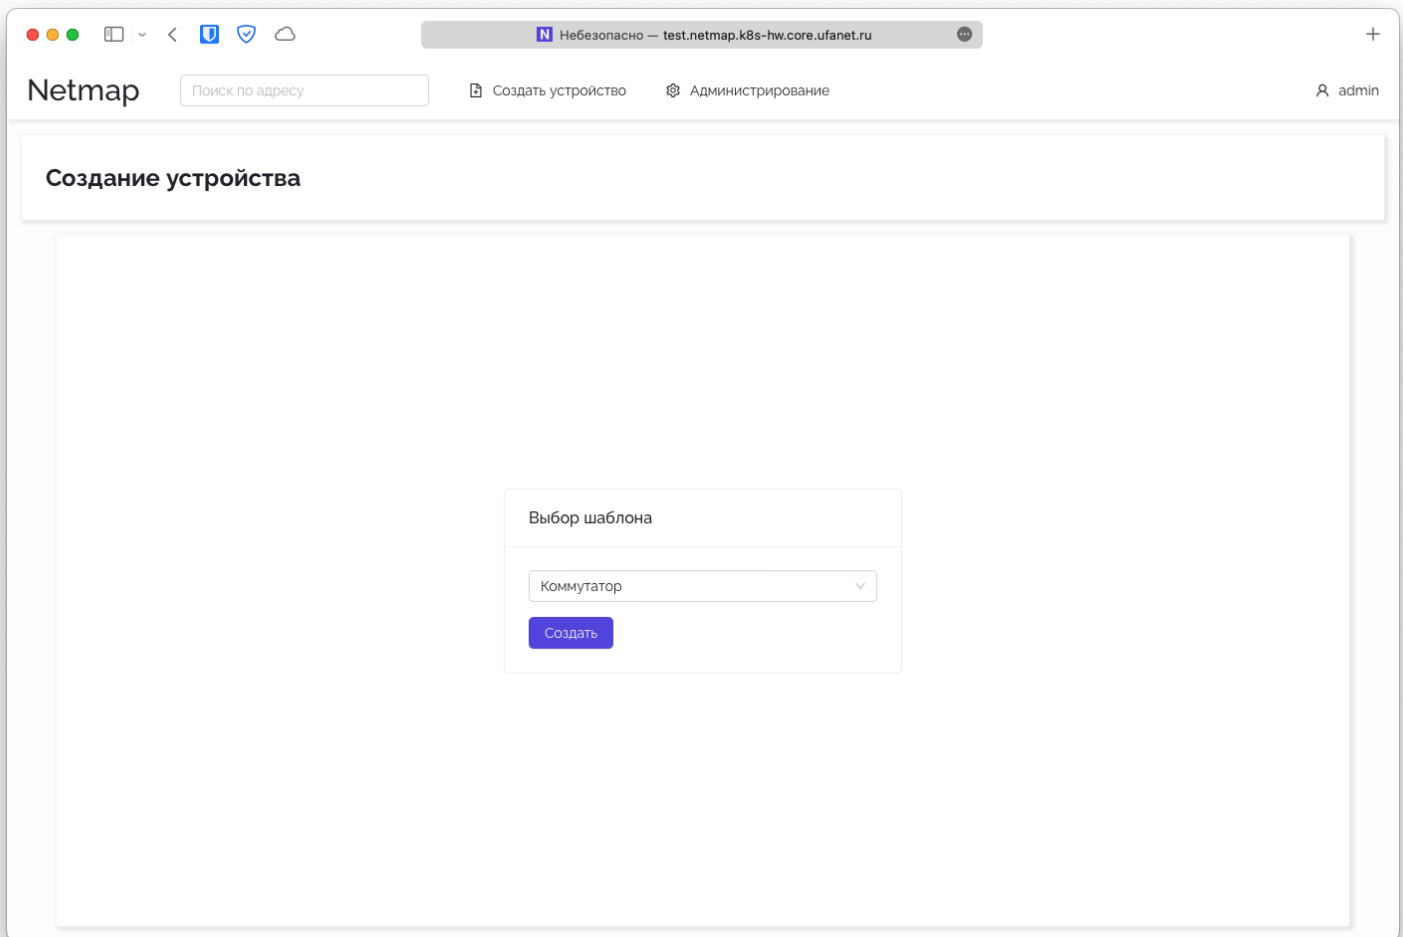 N Небезопасно — test.netmap.k8s-hw.core.ufanet.ru
Netmap Поиск по адресу Создать устройство Администрирование admin
Создание устройства
Выбор шаблона
Коммутатор
Создать